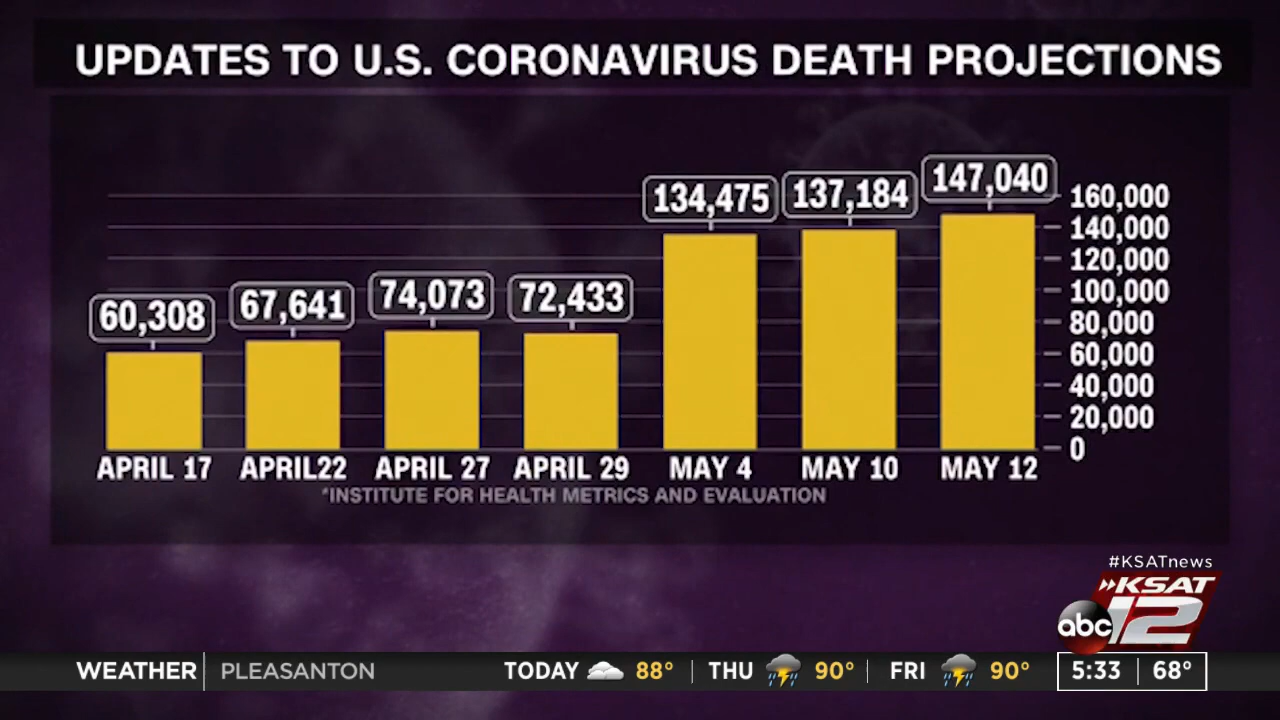 UPDATES TO U.S. CORONAVIRUS DEATH PROJECTIONS
60,308
67,641
74,073
72,433
134,475
137,184
147,040
160,000
140,000
120,000
100,000
80,000
60,000
40,000
20,000
0
APRIL 17 APRIL22 APRIL 27 APRIL 29 MAY 4 MAY 10 MAY 12
*INSTITUTE FOR HEALTH METRICS AND EVALUATION
#KSATnews
KSAT
abc 12
WEATHER PLEASANTON TODAY 88° THU 90° FRI 90° 5:33 68°